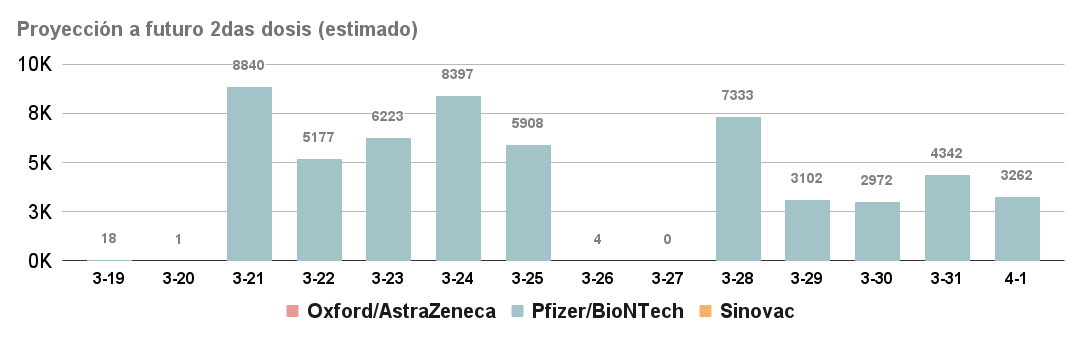 Proyección a futuro 2das dosis (estimado)
10K
8K
5K
3K
0K
18
1
8840
5177
6223
8397
5908
4
0
7333
3102
2972
4342
3262
3-19 3-20 3-21 3-22 3-23 3-24 3-25 3-26 3-27 3-28 3-29 3-30 3-31 4-1
Oxford/AstraZeneca Pfizer/BioNTech Sinovac